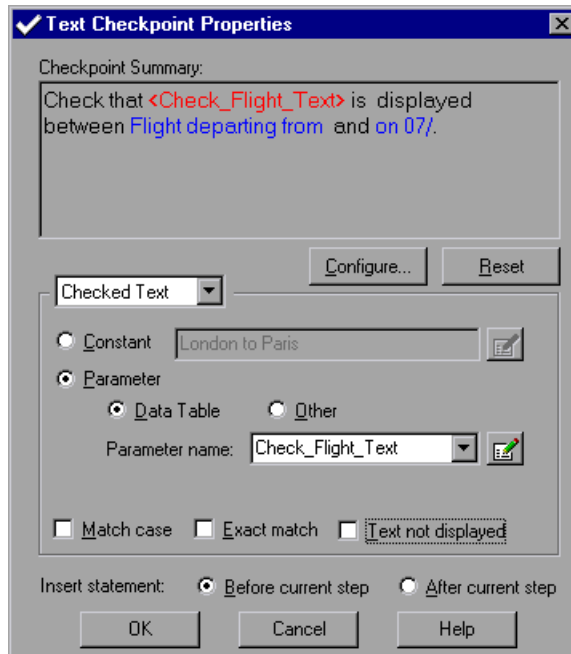 Text Checkpoint Properties
Checkpoint Summary:
Check that <Check_Flight_Text> is displayed
between Flight departing from and on 07/.
Configure... Reset
Checked Text
Constant London to Paris
Parameter
Data Table Other
Parameter name: Check_Flight_Text
Match case Exact match Text not displayed
Insert statement: Before current step After current step
OK Cancel Help